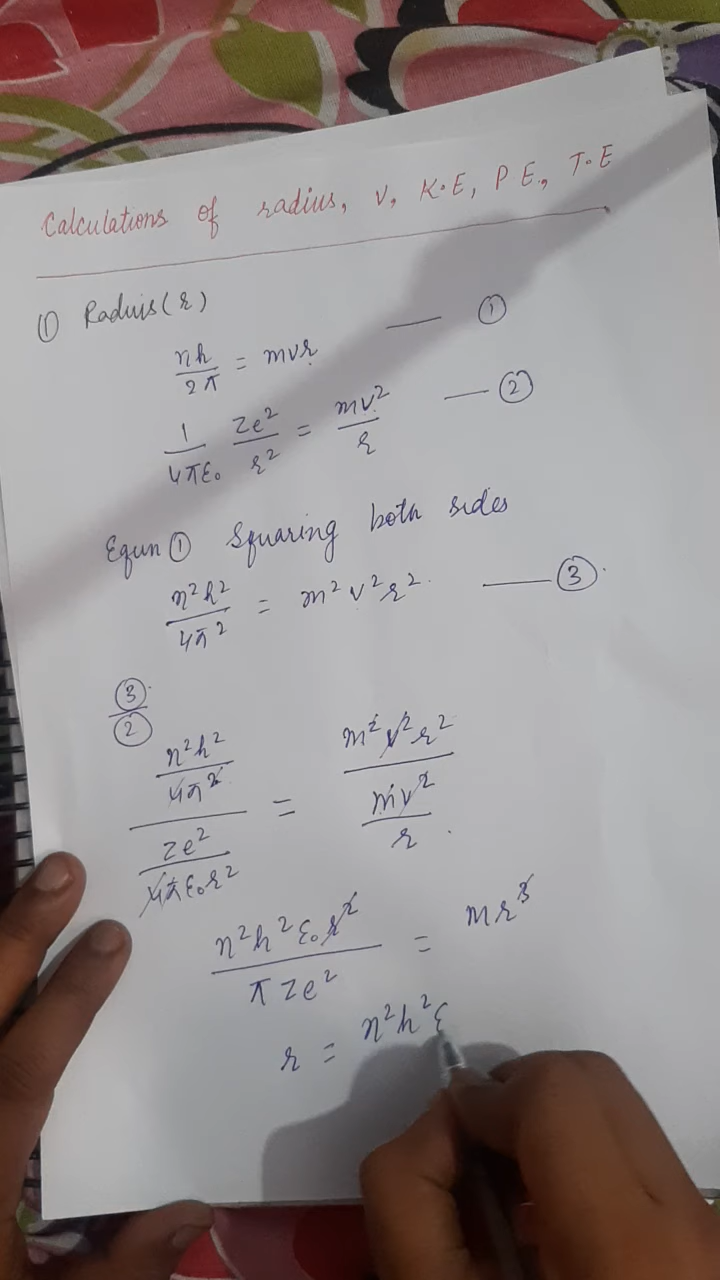 Calculations of radius, v, K.E, P E., T.E
① Raduis (r)
nh/2π = mvr — ①
1/4πε₀ Ze²/r² = mv²/r — ②
Equn ① Squaring both sides
n²h²/4π² = m²v²r². — ③.
③/②
(n²h²/4π²)/(Ze²/4πε₀r²) = (m²v²r²)/(mv²/r).
n²h²ε₀r²/πZe² = mr³
r = n²h²ε